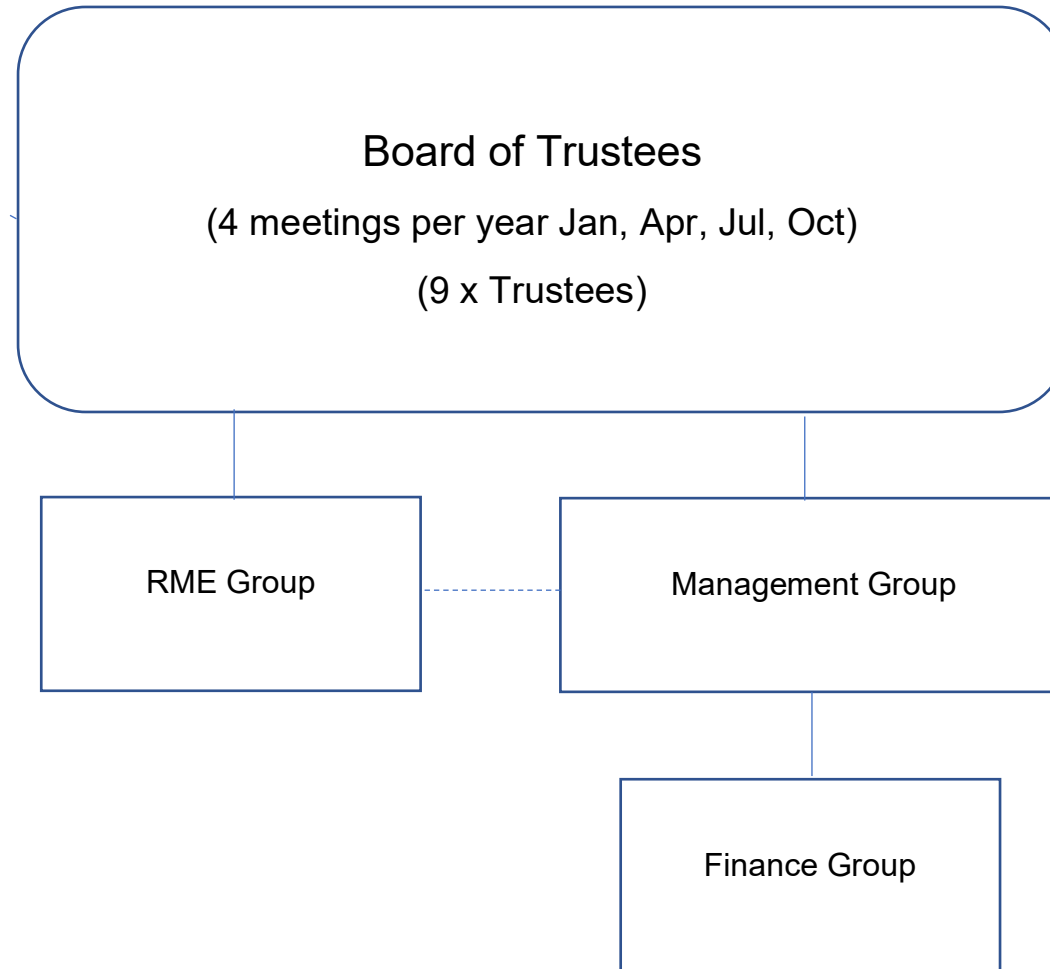 Board of Trustees
(4 meetings per year Jan, Apr, Jul, Oct)
(9 x Trustees)
RME Group
Management Group
Finance Group